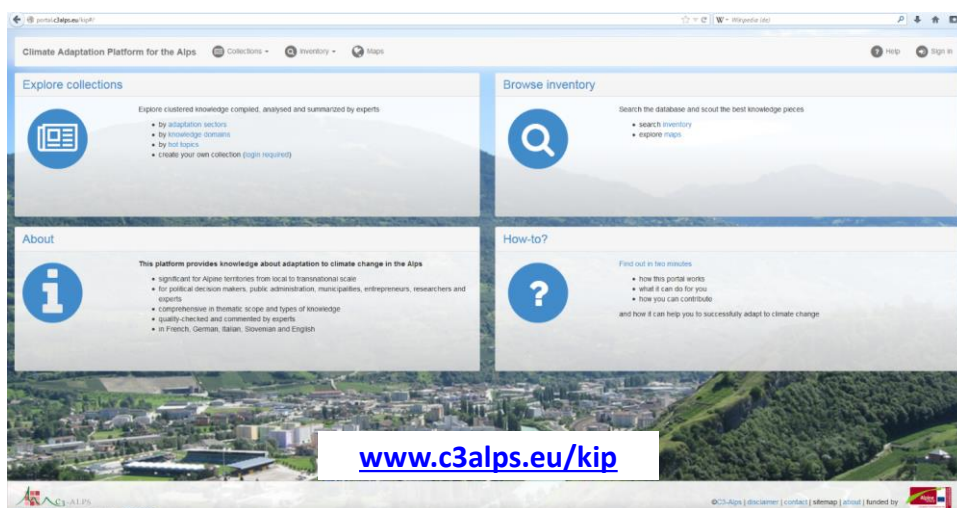 portal.c3alps.eu/kip#/
W - Wikipedia (de)
Climate Adaptation Platform for the Alps
Collections
Inventory
Maps
Help
Sign in
Explore collections
Explore clustered knowledge compiled, analysed and summarized by experts
• by adaptation sectors
• by knowledge domains
• by hot topics
• create your own collection (login required)
Browse inventory
Search the database and scout the best knowledge pieces
• search inventory
• explore maps
About
This platform provides knowledge about adaptation to climate change in the Alps
• significant for Alpine territories from local to transnational scale
• for political decision makers, public administration, municipalities, entrepreneurs, researchers and
experts
• comprehensive in thematic scope and types of knowledge
• quality-checked and commented by experts
• in French, German, Italian, Slovenian and English
How-to?
Find out in two minutes
• how this portal works
• what it can do for you
• how you can contribute
and how it can help you to successfully adapt to climate change
www.c3alps.eu/kip
C3-ALPS
©C3-Alps | disclaimer | contact | sitemap | about | funded by